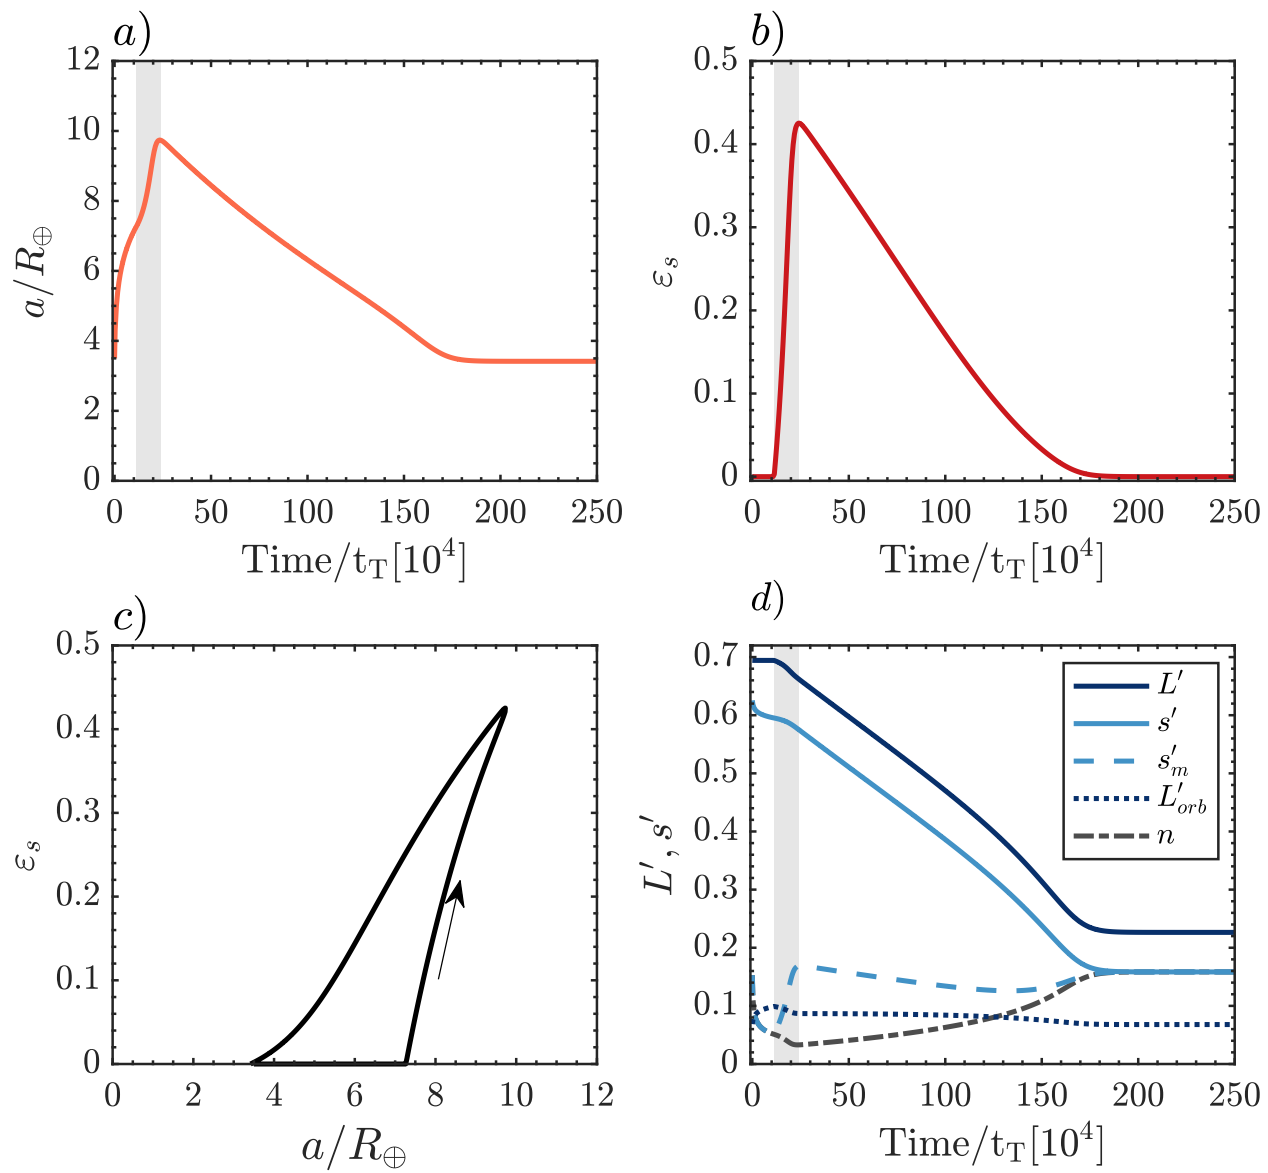 a)
12
10
8
6
4
2
0
a/R⊕
0 50 100 150 200 250
Time/t_T[10^4]
b)
0.5
0.4
0.3
0.2
0.1
0
ε_s
0 50 100 150 200 250
Time/t_T[10^4]
c)
0.5
0.4
0.3
0.2
0.1
0
ε_s
0 2 4 6 8 10 12
a/R⊕
d)
0.7
0.6
0.5
0.4
0.3
0.2
0.1
0
L′, s′
L′
s′
s′_m
L′_orb
n
0 50 100 150 200 250
Time/t_T[10^4]